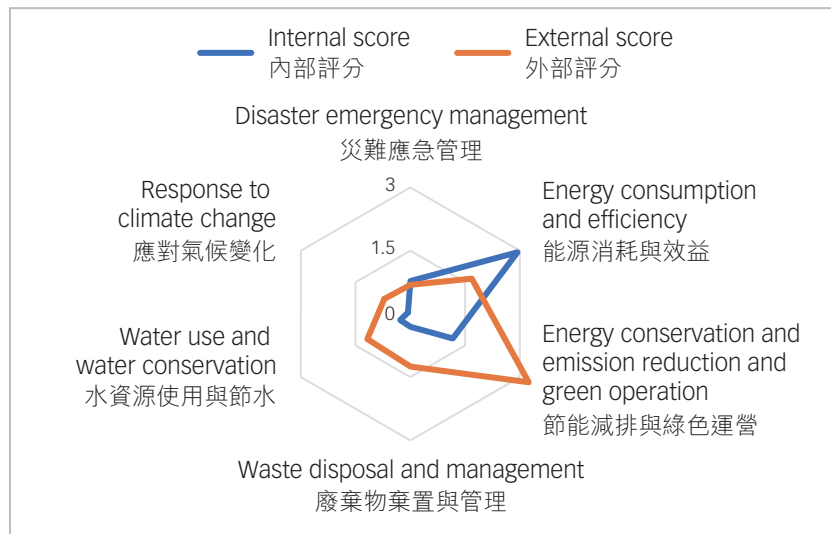 Internal score
內部評分
External score
外部評分
Disaster emergency management
災難應急管理
Response to
climate change
應對氣候變化
3
1.5
0
Energy consumption
and efficiency
能源消耗與效益
Water use and
water conservation
水資源使用與節水
Energy conservation and
emission reduction and
green operation
節能減排與綠色運營
Waste disposal and management
廢棄物棄置與管理